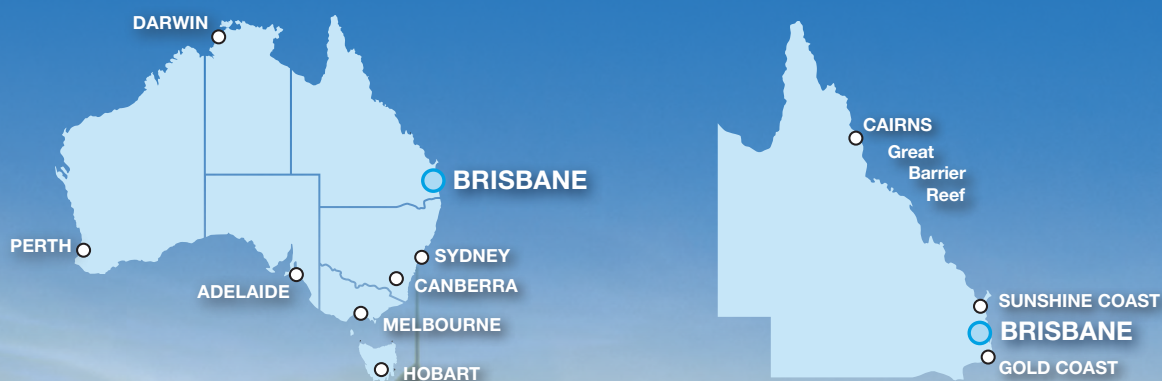 DARWIN
BRISBANE
PERTH
SYDNEY
ADELAIDE
CANBERRA
MELBOURNE
HOBART
CAIRNS
Great
Barrier
Reef
SUNSHINE COAST
BRISBANE
GOLD COAST